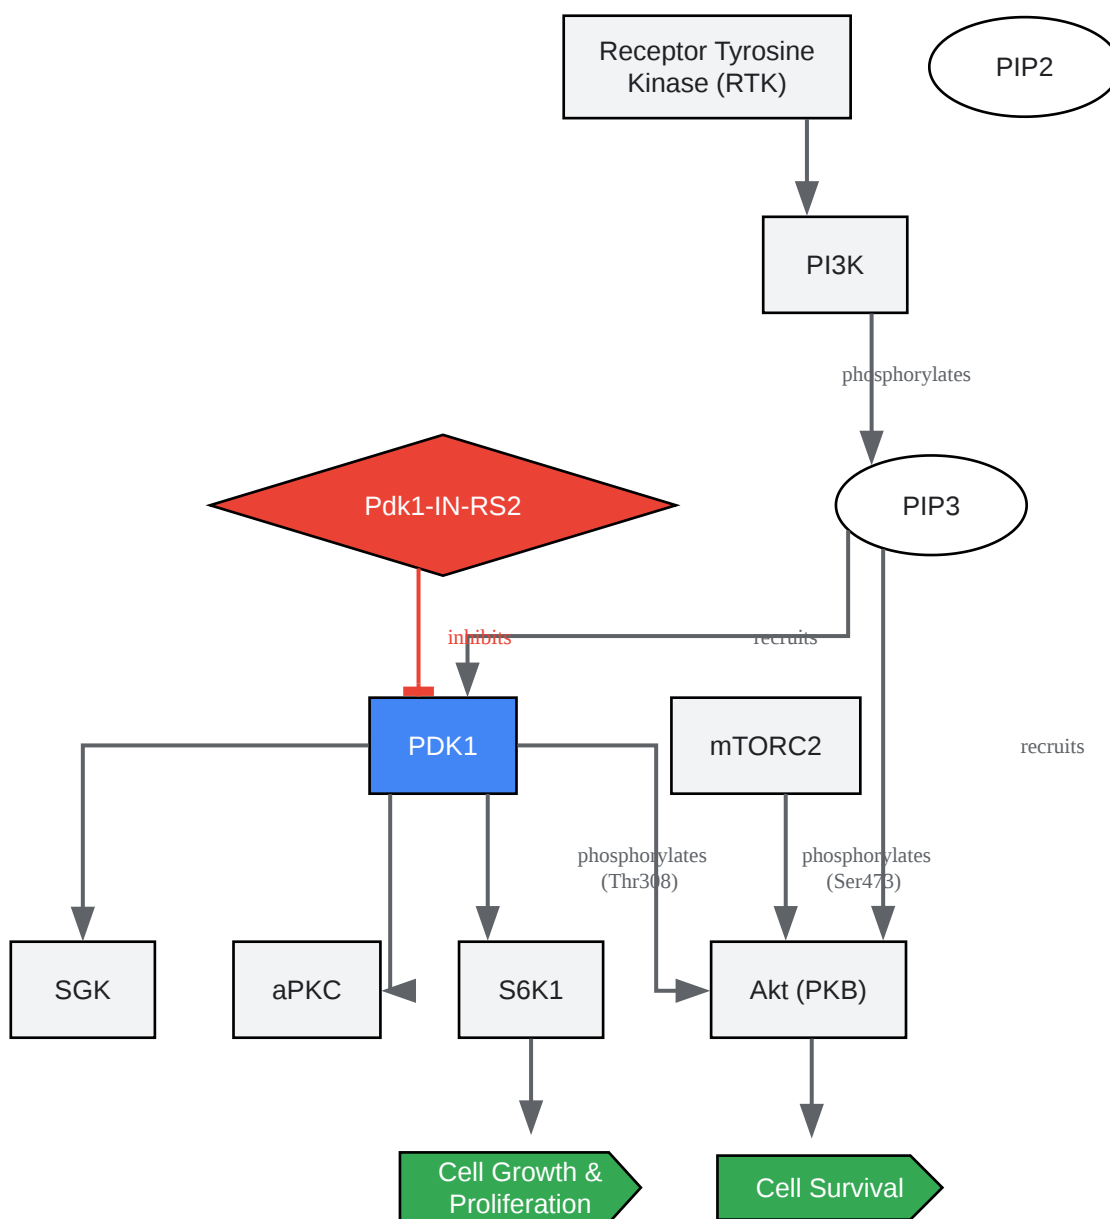 Receptor Tyrosine
Kinase (RTK)
PIP2
PI3K
phosphorylates
Pdk1-IN-RS2
PIP3
inhibits
recruits
PDK1
mTORC2
recruits
phosphorylates
(Thr308)
phosphorylates
(Ser473)
SGK
aPKC
S6K1
Akt (PKB)
Cell Growth &
Proliferation
Cell Survival